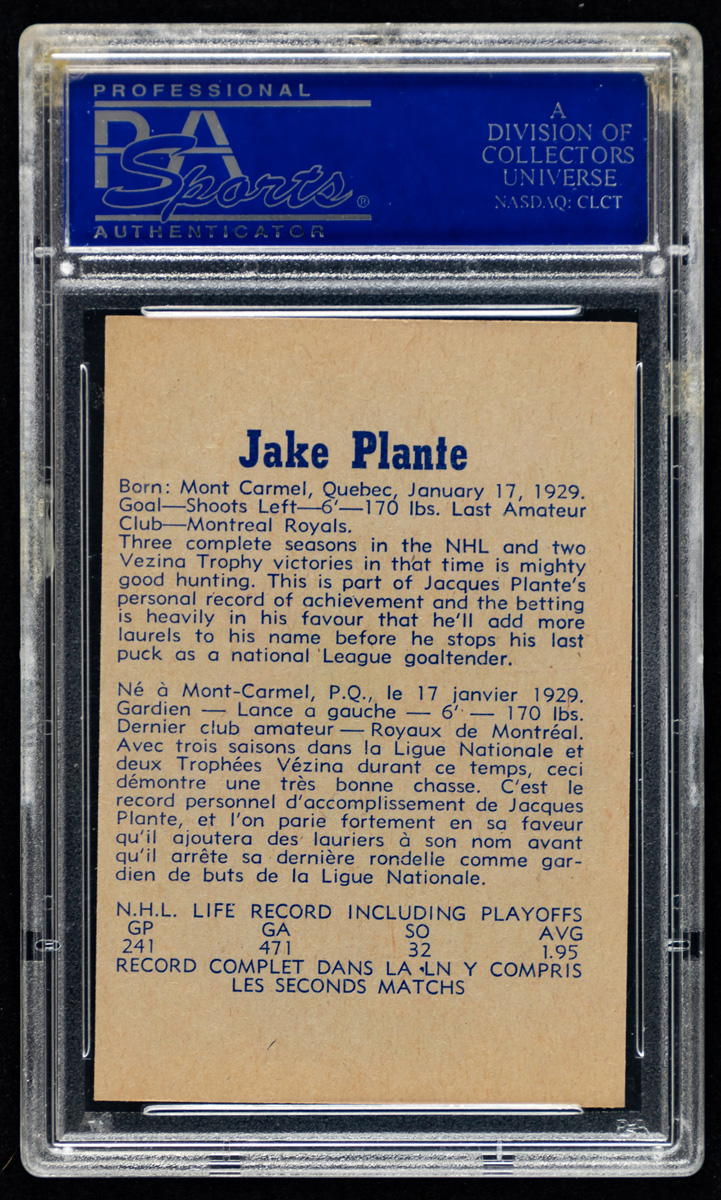 PROFESSIONAL
PSA
Sports®
AUTHENTICATOR
A
DIVISION OF
COLLECTORS
UNIVERSE
NASDAQ: CLCT
Jake Plante
Born: Mont Carmel, Quebec, January 17, 1929.
Goal—Shoots Left—6'—170 lbs. Last Amateur
Club—Montreal Royals.
Three complete seasons in the NHL and two
Vezina Trophy victories in that time is mighty
good hunting. This is part of Jacques Plante's
personal record of achievement and the betting
is heavily in his favour that he'll add more
laurels to his name before he stops his last
puck as a national League goaltender.
Né à Mont-Carmel, P.Q., le 17 janvier 1929.
Gardien — Lance a gauche — 6' — 170 lbs.
Dernier club amateur — Royaux de Montréal.
Avec trois saisons dans la Ligue Nationale et
deux Trophées Vézina durant ce temps, ceci
démontre une très bonne chasse. C'est le
record personnel d'accomplissement de Jacques
Plante, et l'on parie fortement en sa faveur
qu'il ajoutera des lauriers à son nom avant
qu'il arrête sa dernière rondelle comme gar-
dien de buts de la Ligue Nationale.
N.H.L. LIFE RECORD INCLUDING PLAYOFFS
GP GA SO AVG
241 471 32 1.95
RECORD COMPLET DANS LA LN Y COMPRIS
LES SECONDS MATCHS
PSA